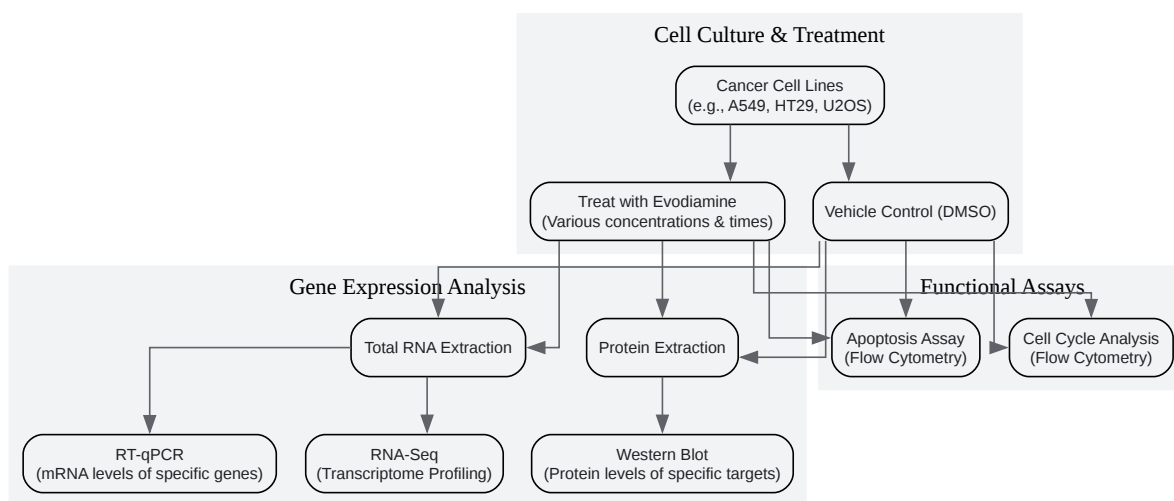 Cell Culture & Treatment
Cancer Cell Lines
(e.g., A549, HT29, U2OS)
Treat with Evodiamine
(Various concentrations & times)
Vehicle Control (DMSO)
Gene Expression Analysis
Functional Assays
Total RNA Extraction
Protein Extraction
Apoptosis Assay
(Flow Cytometry)
Cell Cycle Analysis
(Flow Cytometry)
RT-qPCR
(mRNA levels of specific genes)
RNA-Seq
(Transcriptome Profiling)
Western Blot
(Protein levels of specific targets)